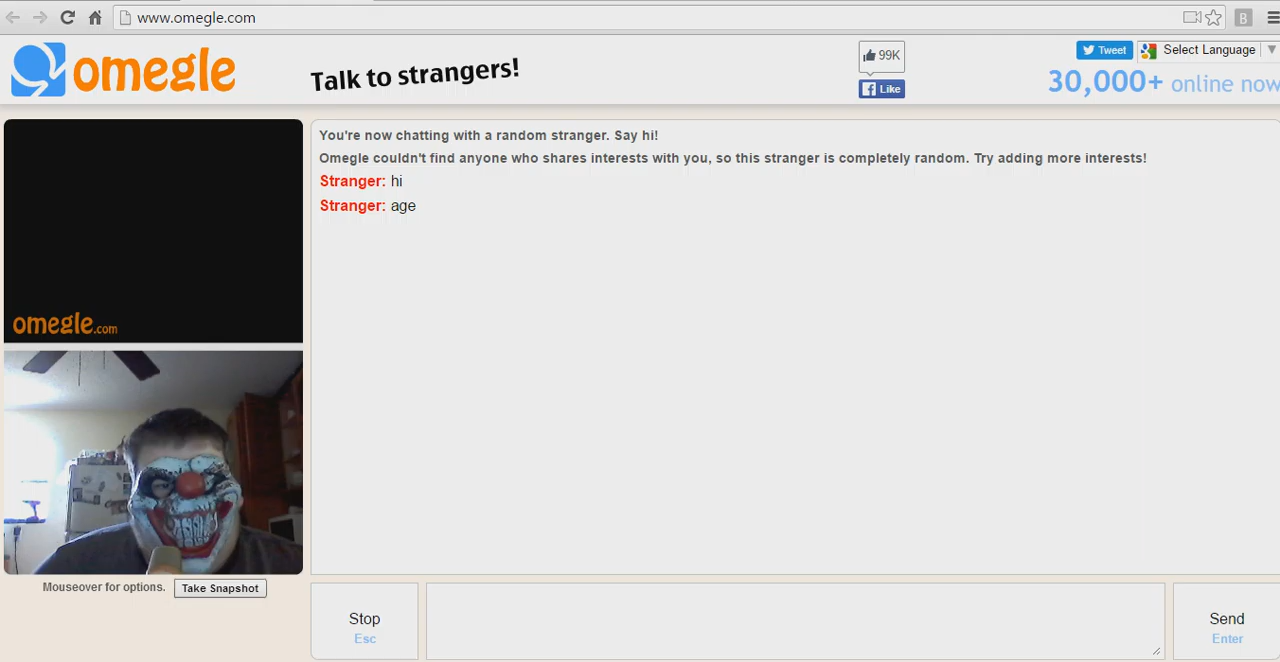 www.omegle.com
B
omegle
Talk to strangers!
99K
Like
Tweet
Select Language
30,000+ online now
You're now chatting with a random stranger. Say hi!
Omegle couldn't find anyone who shares interests with you, so this stranger is completely random. Try adding more interests!
Stranger: hi
Stranger: age
omegle.com
Mouseover for options.
Take Snapshot
Stop
Esc
Send
Enter